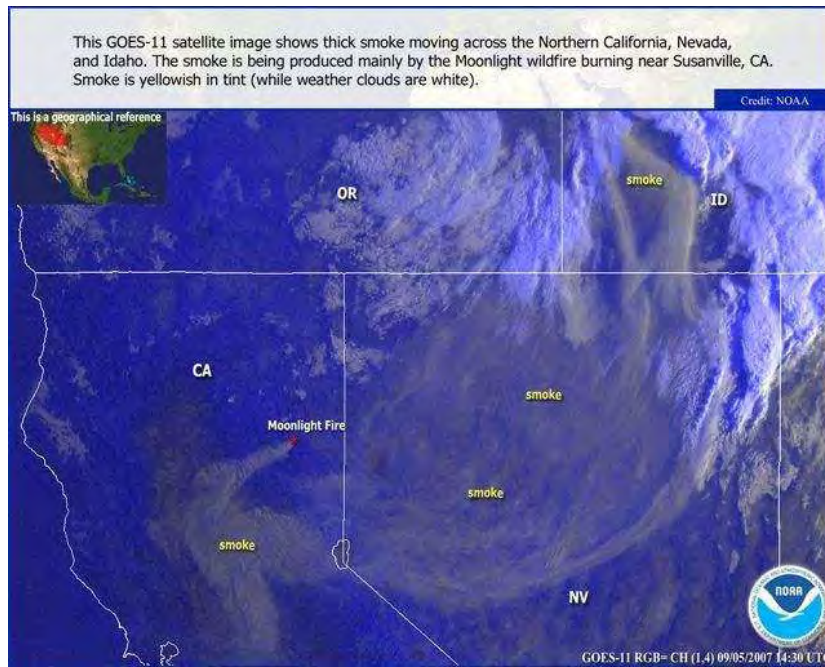 This GOES-11 satellite image shows thick smoke moving across the Northern California, Nevada,
and Idaho. The smoke is being produced mainly by the Moonlight wildfire burning near Susanville, CA.
Smoke is yellowish in tint (while weather clouds are white).
Credit: NOAA
This is a geographical reference
smoke
OR
ID
CA
smoke
Moonlight Fire
smoke
smoke
NV
NOAA
GOES-11 RGB= CH (1,4) 09/05/2007 14:30 UTC